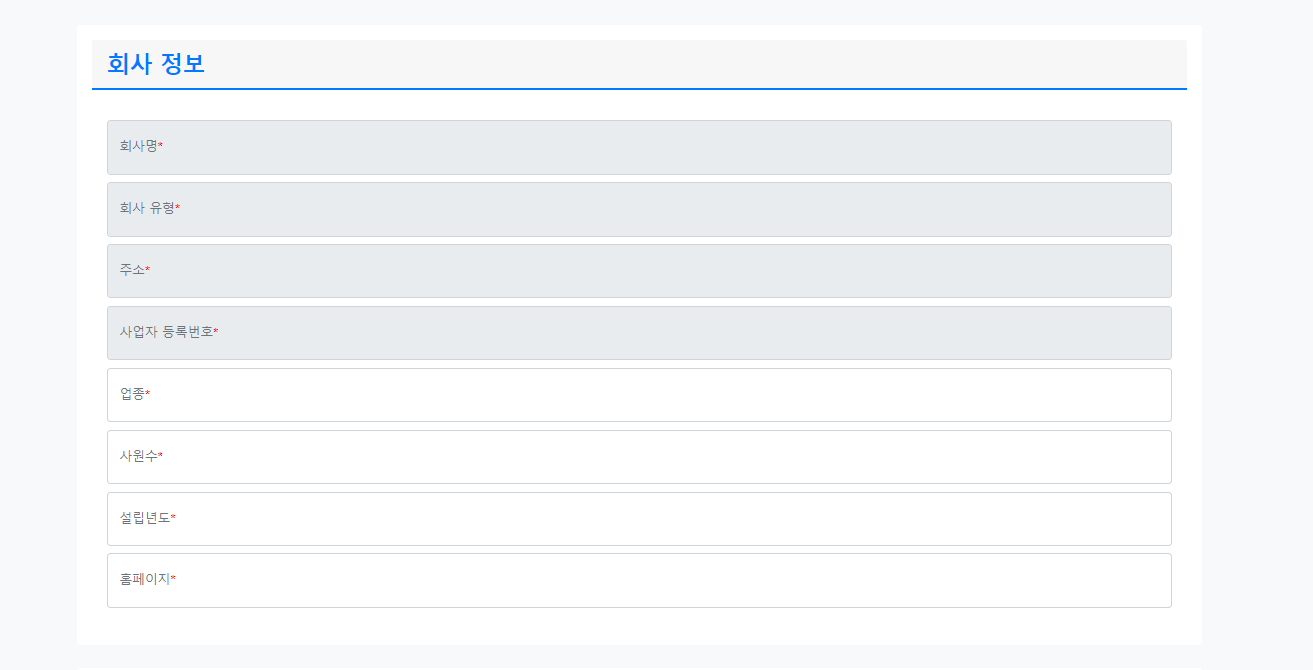 회사 정보
회사명*
회사 유형*
주소*
사업자 등록번호*
업종*
사원수*
설립년도*
홈페이지*